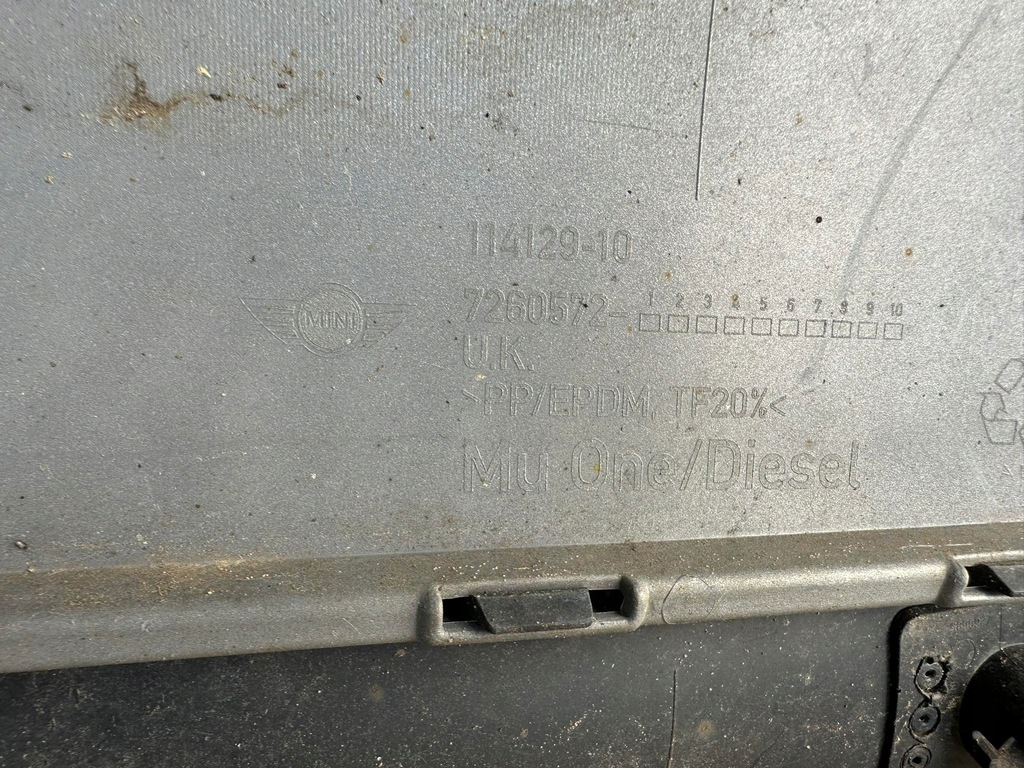 114129-10
7260572-
1 2 3 4 5 6 7 8 9 10
MINI
U.K.
>PP/EPDM, TF20%<
Mu One/Diesel